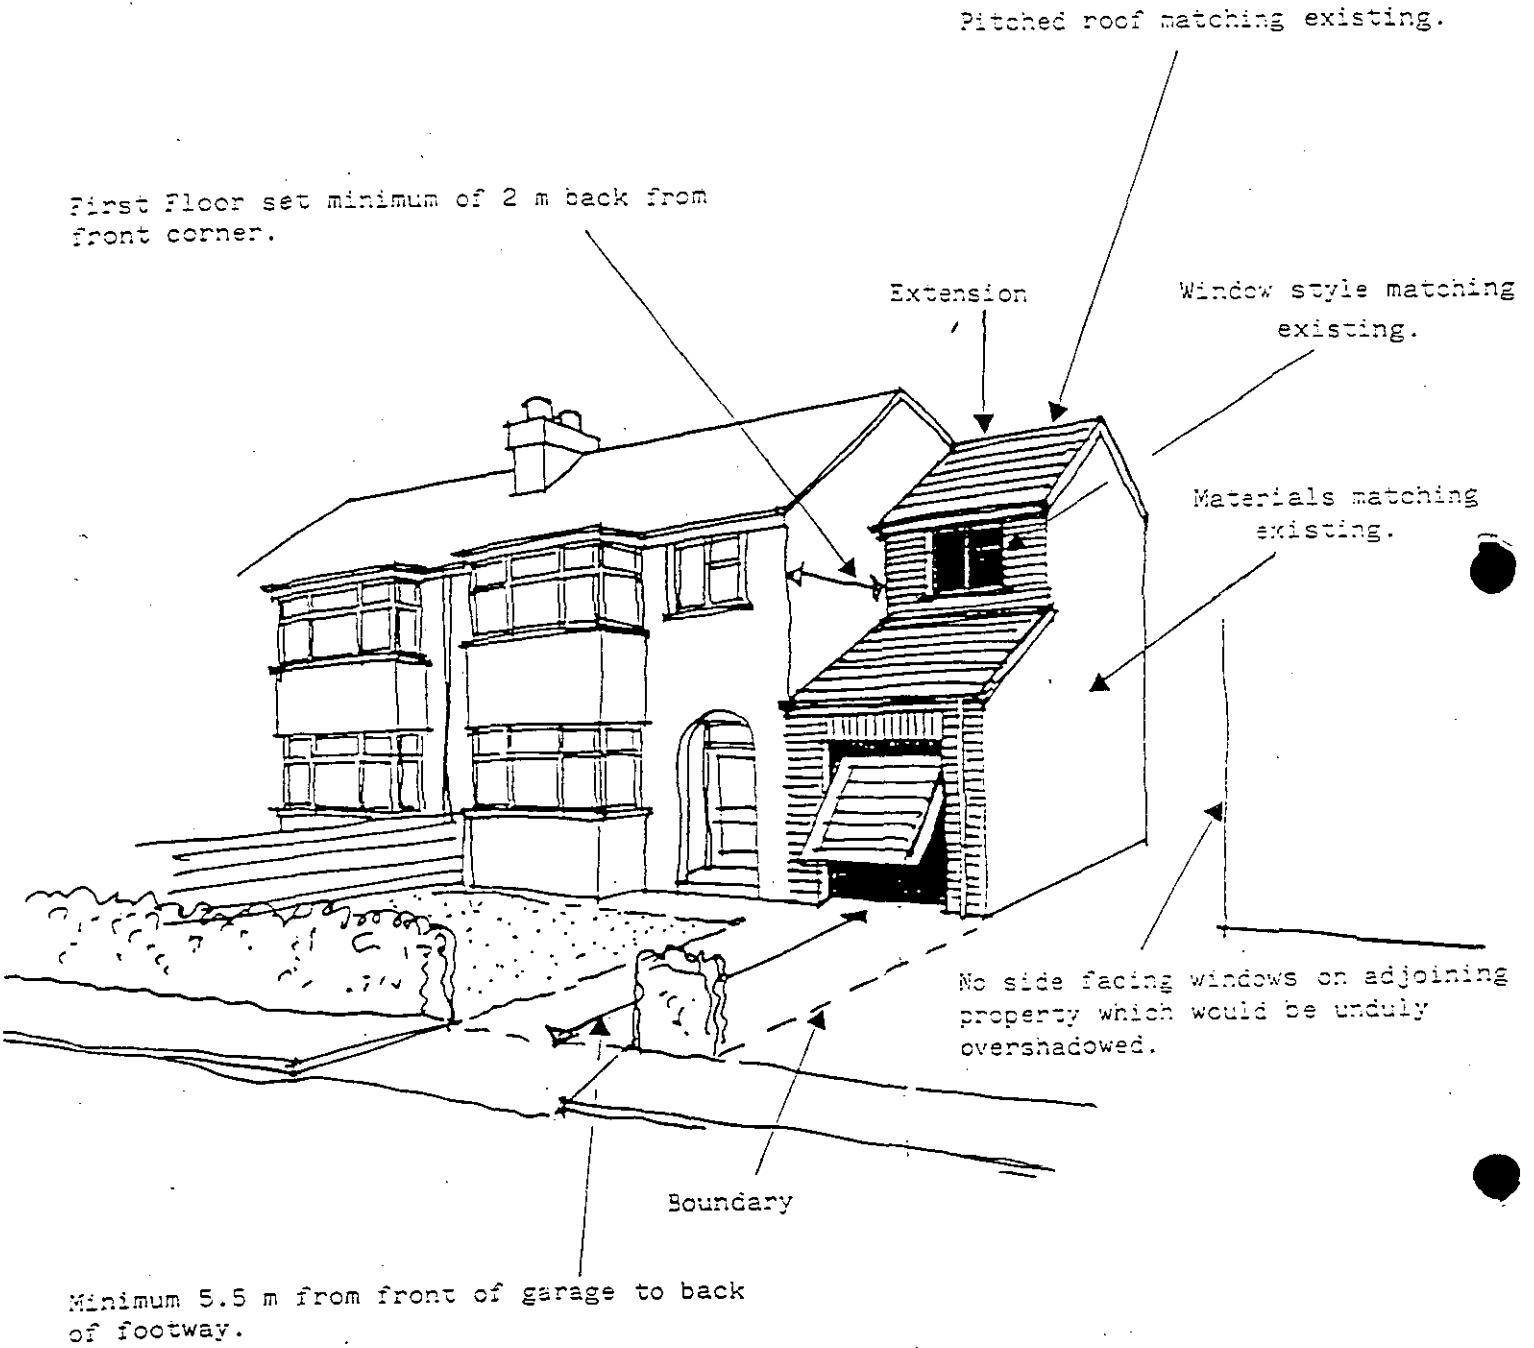 Pitched roof matching existing.
First Floor set minimum of 2 m back from
front corner.
Extension
Window style matching
existing.
Materials matching
existing.
No side facing windows on adjoining
property which would be unduly
overshadowed.
Boundary
Minimum 5.5 m from front of garage to back
of footway.